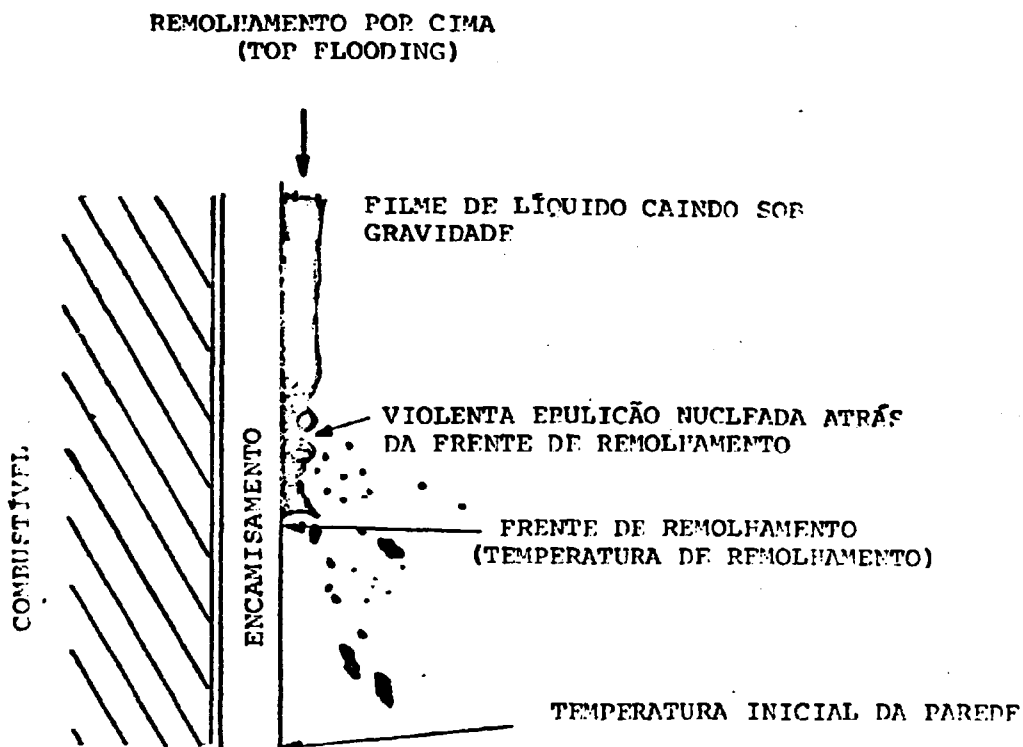 REMOLHAMENTO POR CIMA
(TOP FLOODING)
FILME DE LÍQUIDO CAINDO SOB
GRAVIDADE
VIOLENTA EBULIÇÃO NUCLEADA ATRÁS
DA FRENTE DE REMOLHAMENTO
FRENTE DE REMOLHAMENTO
(TEMPERATURA DE REMOLHAMENTO)
COMBUSTÍVEL
ENCAMISAMENTO
TEMPERATURA INICIAL DA PAREDE